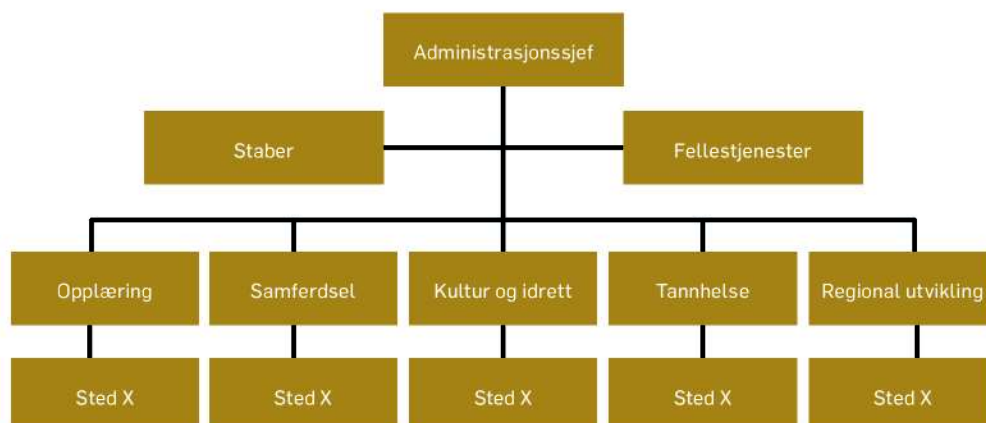 Administrasjonssjef
Staber
Fellestjenester
Opplæring
Samferdsel
Kultur og idrett
Tannhelse
Regional utvikling
Sted X
Sted X
Sted X
Sted X
Sted X